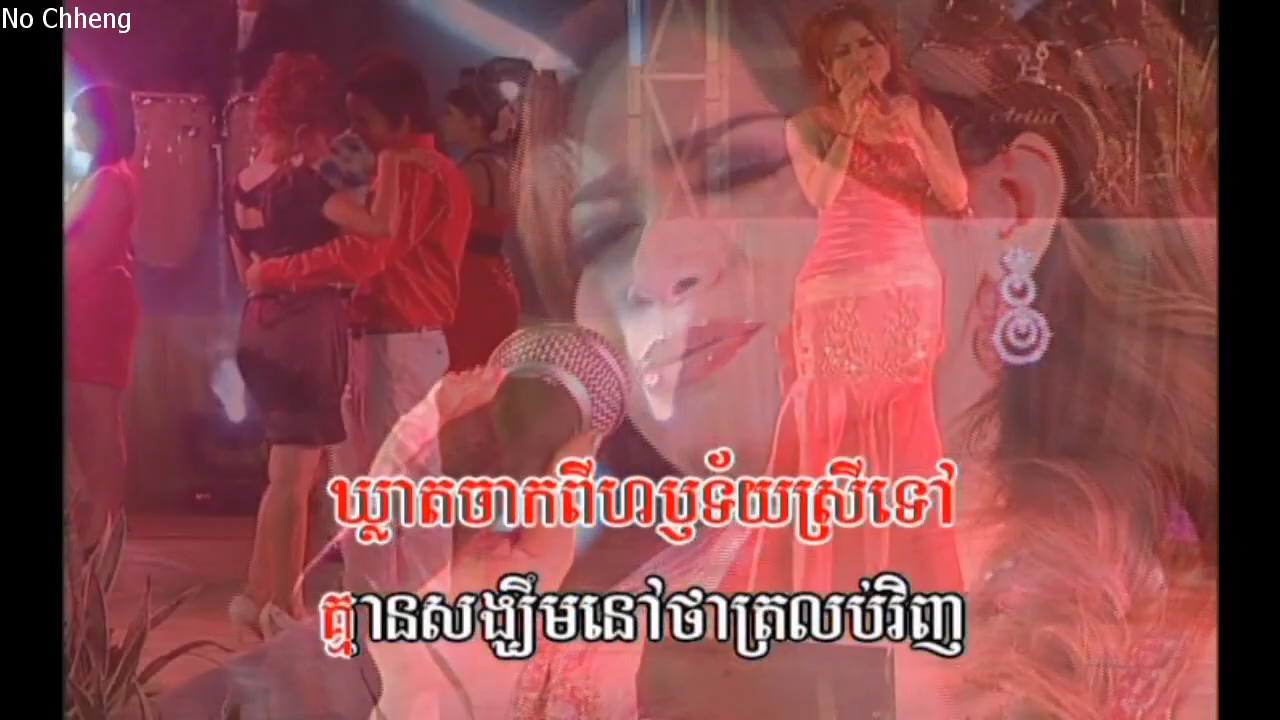 No Chheng
Artist
ឃ្លាតចាកពីហឫទ័យស្រីទៅ
គ្មានសង្ឃឹមនៅថាត្រលប់វិញ